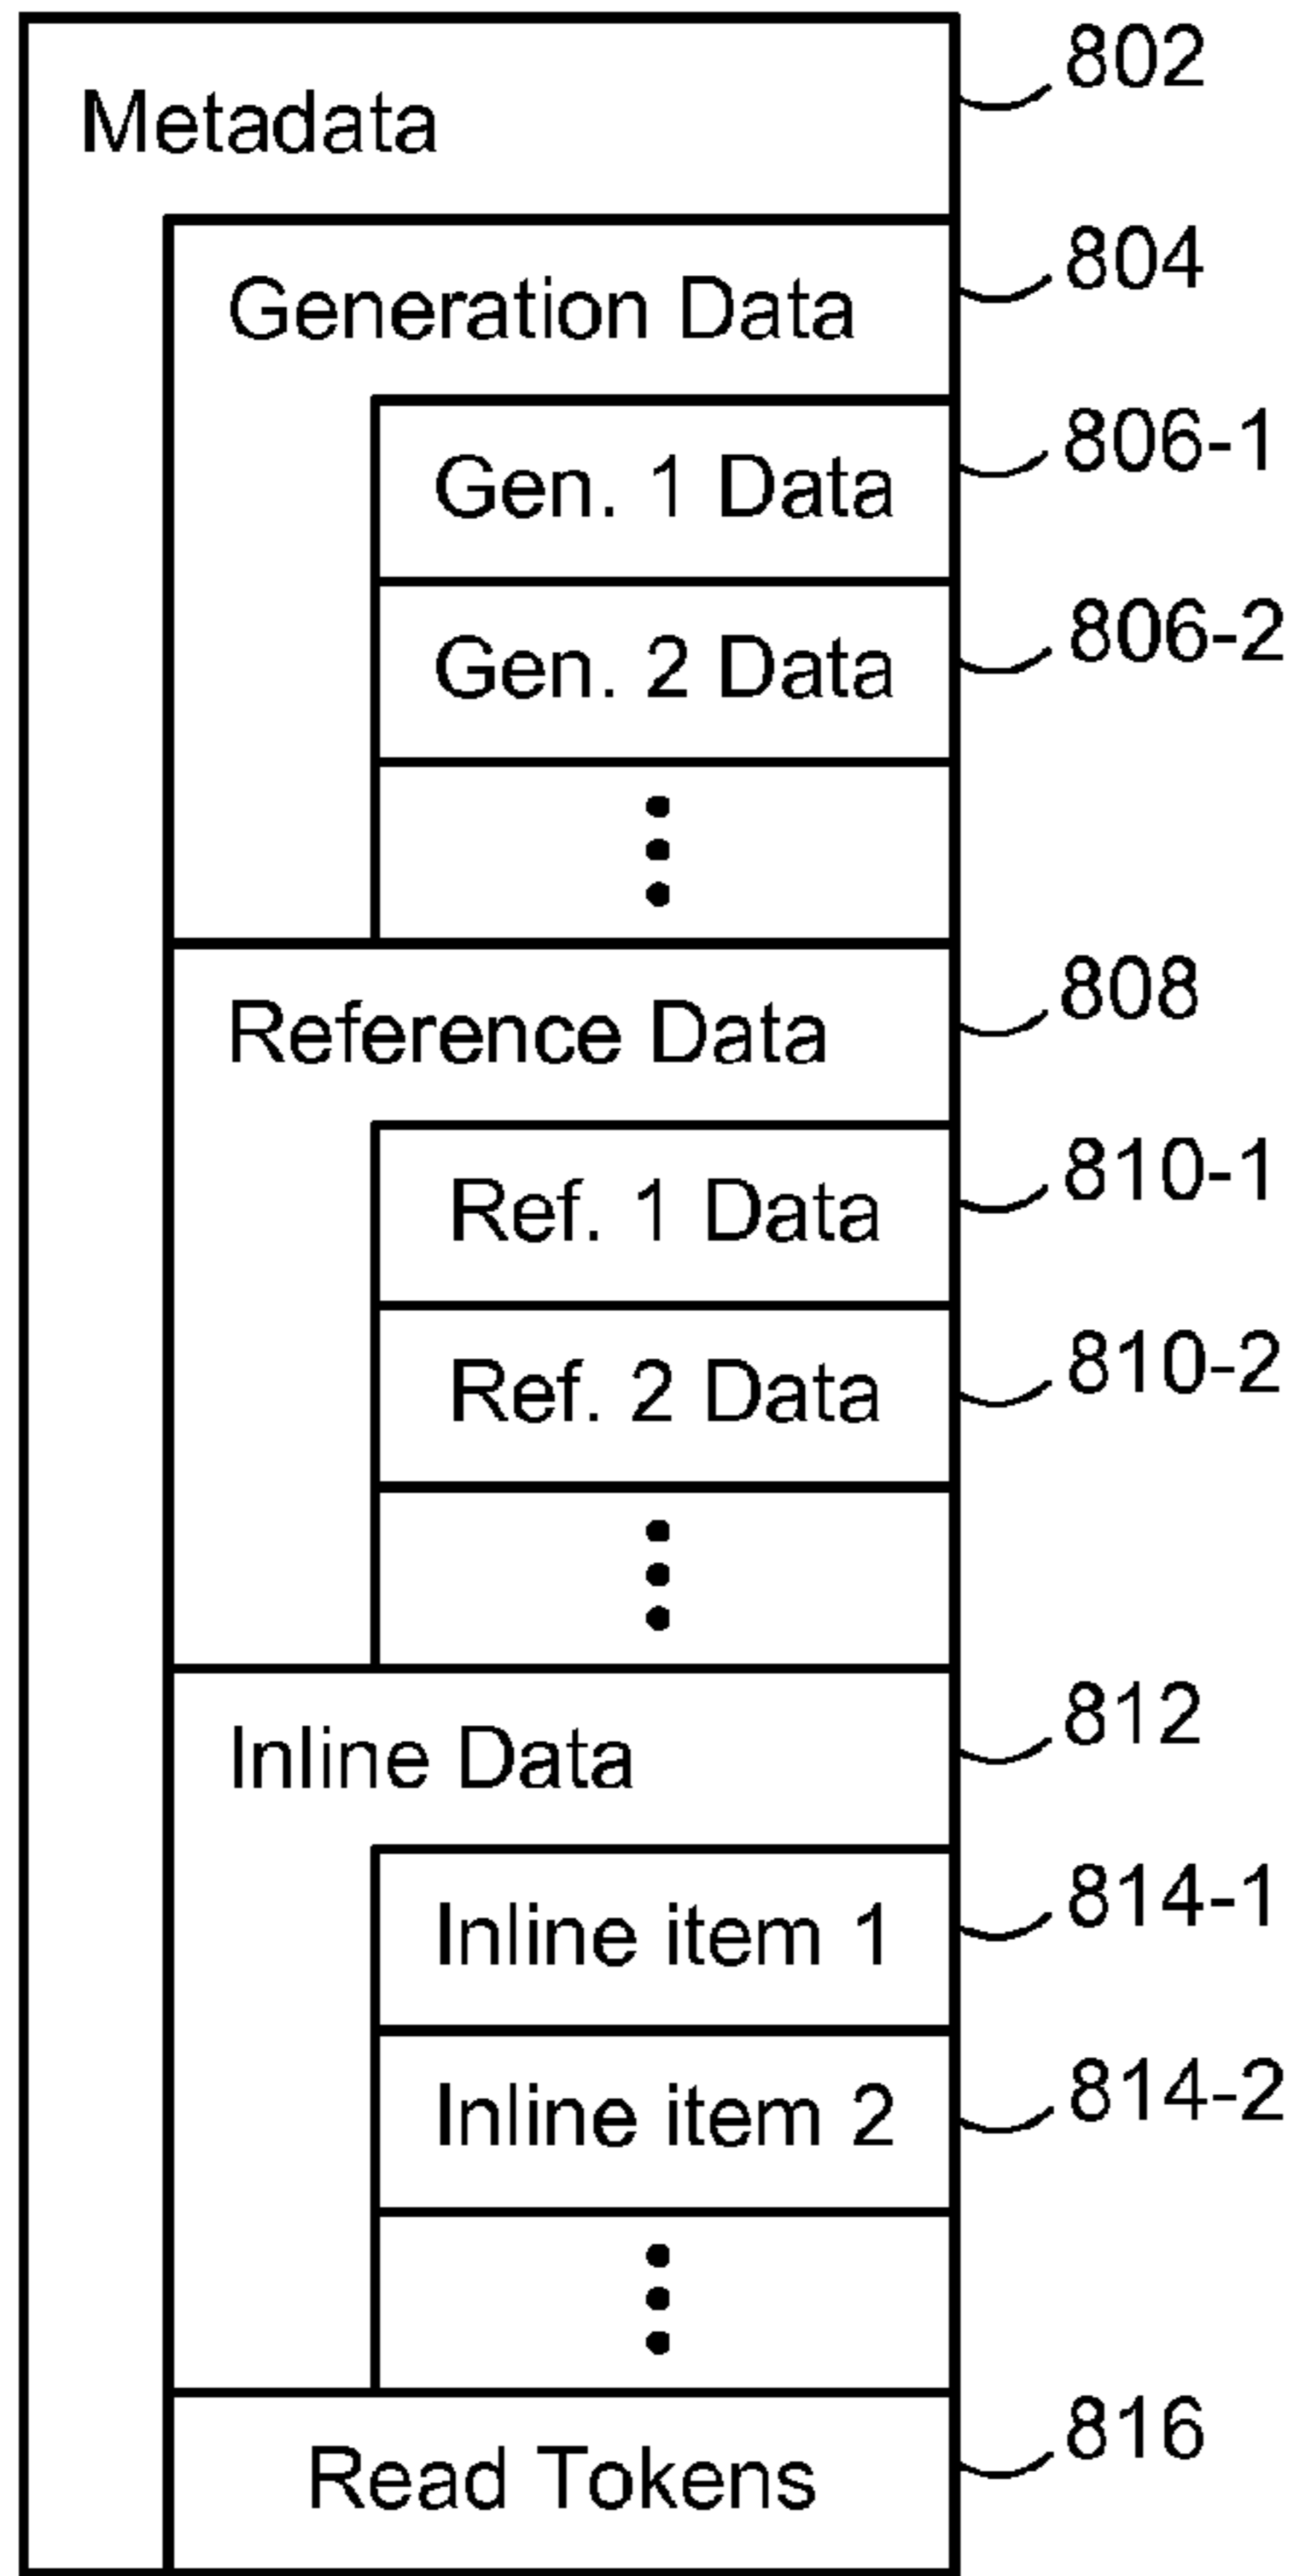 802
Metadata
804
Generation Data
806-1
Gen. 1 Data
806-2
Gen. 2 Data
808
Reference Data
810-1
Ref. 1 Data
810-2
Ref. 2 Data
812
Inline Data
814-1
Inline item 1
814-2
Inline item 2
816
Read Tokens